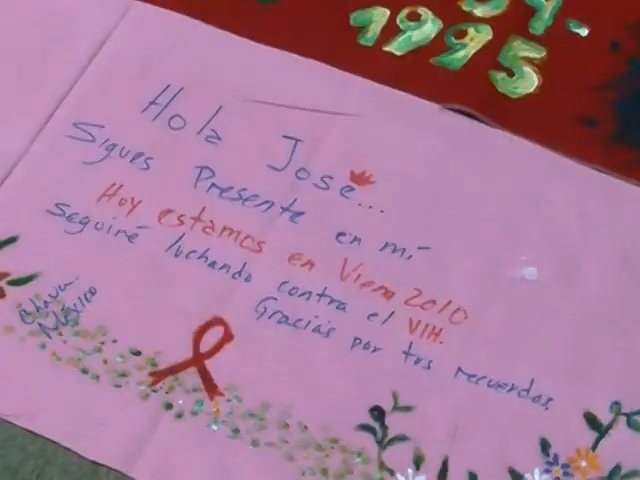 1995
Hola José...
Sigues Presente en mí
Hoy estamos en Viena 2010
Seguiré luchando contra el VIH.
Gracias por tus recuerdos.
México